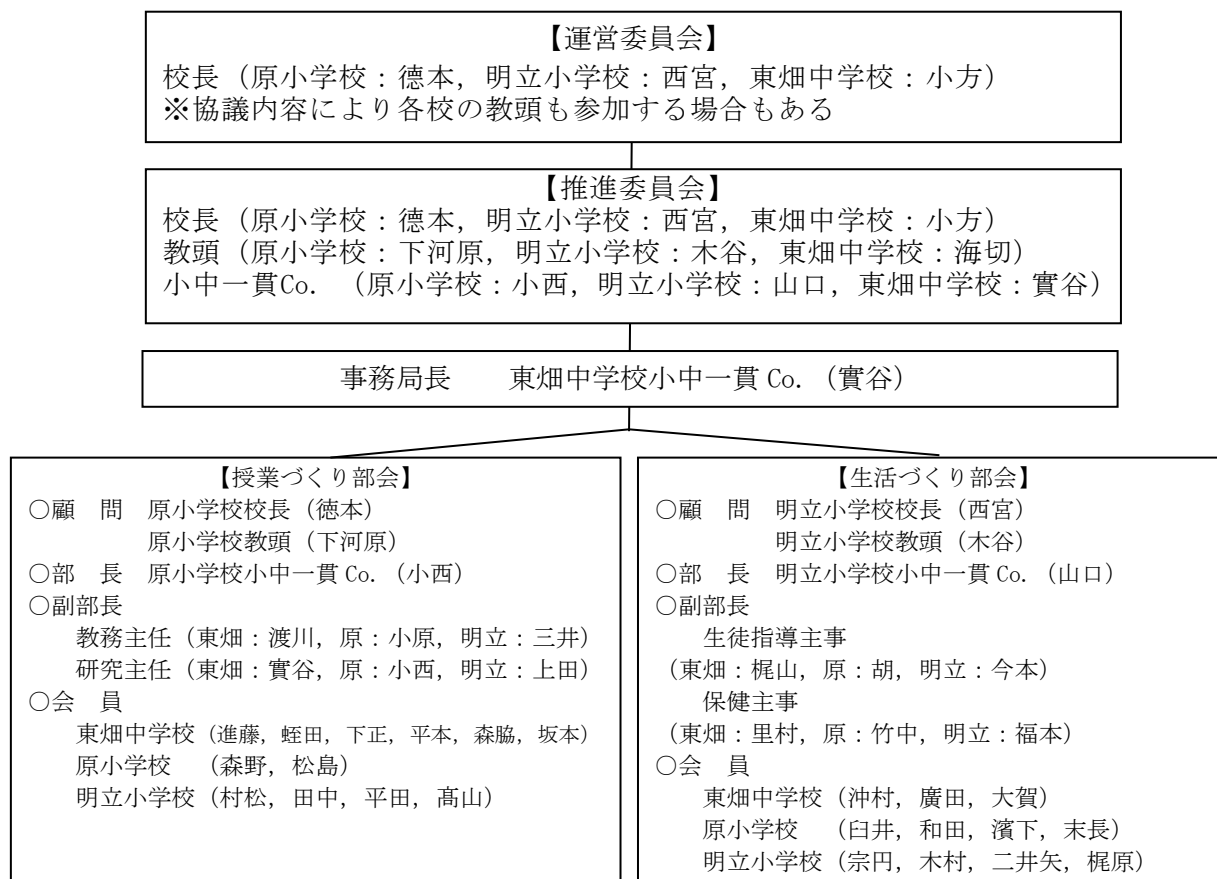 【運営委員会】
校長（原小学校：德本，明立小学校：西宮，東畑中学校：小方）
※協議内容により各校の教頭も参加する場合もある
【推進委員会】
校長（原小学校：德本，明立小学校：西宮，東畑中学校：小方）
教頭（原小学校：下河原，明立小学校：木谷，東畑中学校：海切）
小中一貫Co.　（原小学校：小西，明立小学校：山口，東畑中学校：實谷）
事務局長　　東畑中学校小中一貫 Co.（實谷）
【授業づくり部会】
○顧　問　原小学校校長（徳本）
原小学校教頭（下河原）
○部　長　原小学校小中一貫 Co.（小西）
○副部長
教務主任（東畑：渡川，原：小原，明立：三井）
研究主任（東畑：實谷，原：小西，明立：上田）
○会　員
東畑中学校（進藤，蛭田，下正，平本，森脇，坂本）
原小学校　（森野，松島）
明立小学校（村松，田中，平田，髙山）
【生活づくり部会】
○顧　問　明立小学校校長（西宮）
明立小学校教頭（木谷）
○部　長　明立小学校小中一貫 Co.（山口）
○副部長
生徒指導主事
（東畑：梶山，原：胡，明立：今本）
保健主事
（東畑：里村，原：竹中，明立：福本）
○会　員
東畑中学校（沖村，廣田，大賀）
原小学校　（臼井，和田，濱下，末長）
明立小学校（宗円，木村，二井矢，梶原）